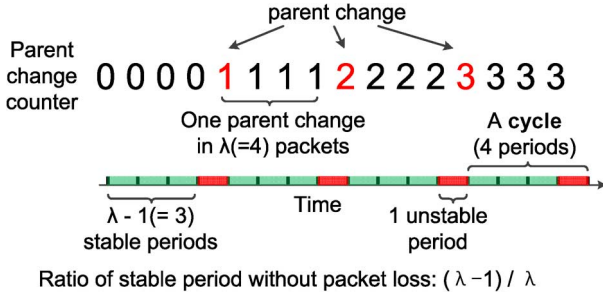 parent change
Parent
change
counter
0 0 0 0 1 1 1 1 2 2 2 2 3 3 3 3
One parent change
in λ(=4) packets
A cycle
(4 periods)
λ - 1(= 3)
stable periods
Time
1 unstable
period
Ratio of stable period without packet loss: (λ-1) / λ